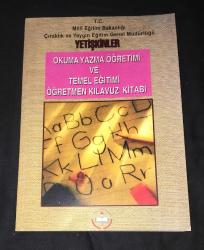 T.C.
Milli Eğitim Bakanlığı
Çıraklık ve Yaygın Eğitim Genel Müdürlüğü
YETİŞKİNLER
OKUMA YAZMA ÖĞRETİMİ
VE
TEMEL EĞİTİMİ
ÖĞRETMEN KILAVUZ KİTABI